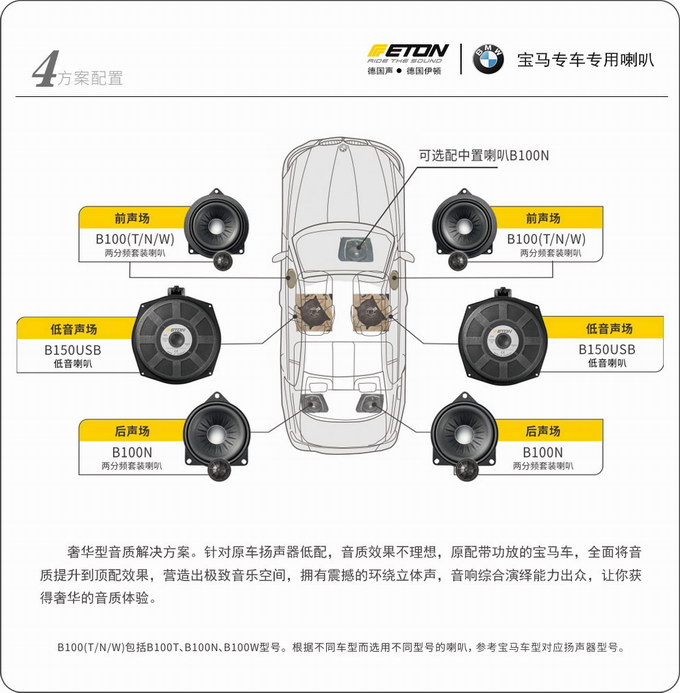 4方案配置
ETON
RIDE THE SOUND
德国声 • 德国伊顿
BMW
宝马专车专用喇叭
可选配中置喇叭B100N
前声场
B100(T/N/W)
两分频套装喇叭
前声场
B100(T/N/W)
两分频套装喇叭
低音声场
B150USB
低音喇叭
ETON
低音声场
B150USB
低音喇叭
后声场
B100N
两分频套装喇叭
后声场
B100N
两分频套装喇叭
奢华型音质解决方案。针对原车扬声器低配，音质效果不理想，原配带功放的宝马车，全面将音
质提升到顶配效果，营造出极致音乐空间，拥有震撼的环绕立体声，音响综合演绎能力出众，让你获
得奢华的音质体验。
B100(T/N/W)包括B100T、B100N、B100W型号。根据不同车型而选用不同型号的喇叭，参考宝马车型对应扬声器型号。